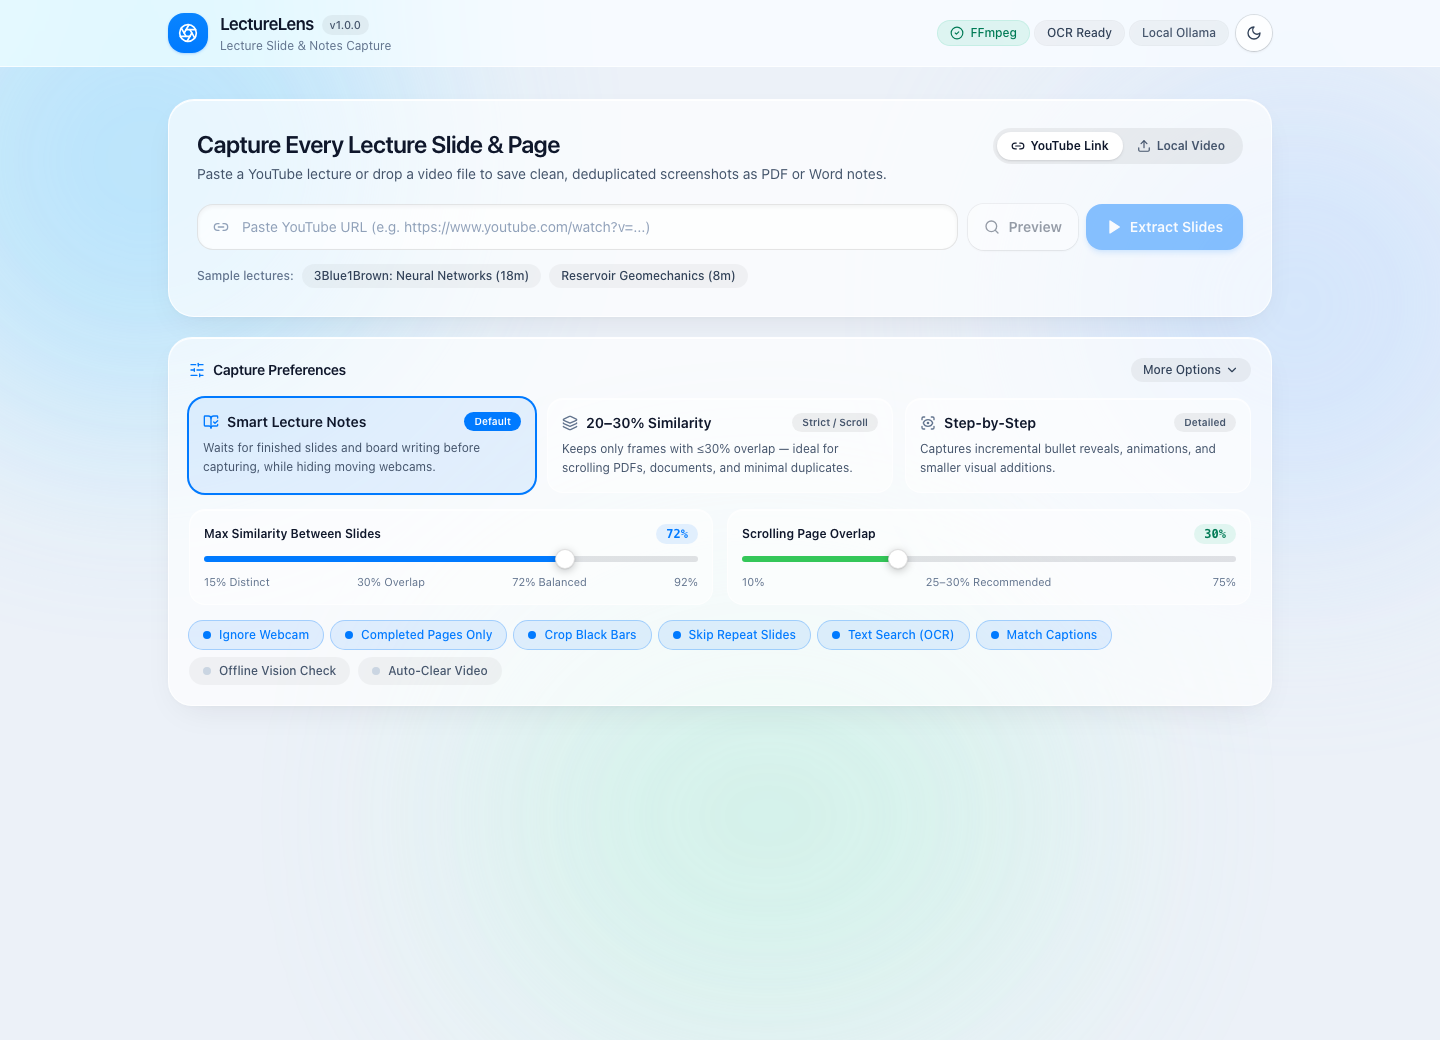 LectureLens v1.0.0
Lecture Slide & Notes Capture
FFmpeg
OCR Ready
Local Ollama
Capture Every Lecture Slide & Page
YouTube Link
Local Video
Paste a YouTube lecture or drop a video file to save clean, deduplicated screenshots as PDF or Word notes.
Paste YouTube URL (e.g. https://www.youtube.com/watch?v=...)
Preview
Extract Slides
Sample lectures:
3Blue1Brown: Neural Networks (18m)
Reservoir Geomechanics (8m)
Capture Preferences
More Options
Smart Lecture Notes
Default
Waits for finished slides and board writing before
capturing, while hiding moving webcams.
20–30% Similarity
Strict / Scroll
Keeps only frames with ≤30% overlap — ideal for
scrolling PDFs, documents, and minimal duplicates.
Step-by-Step
Detailed
Captures incremental bullet reveals, animations, and
smaller visual additions.
Max Similarity Between Slides
72%
15% Distinct
30% Overlap
72% Balanced
92%
Scrolling Page Overlap
30%
10%
25–30% Recommended
75%
Ignore Webcam
Completed Pages Only
Crop Black Bars
Skip Repeat Slides
Text Search (OCR)
Match Captions
Offline Vision Check
Auto-Clear Video